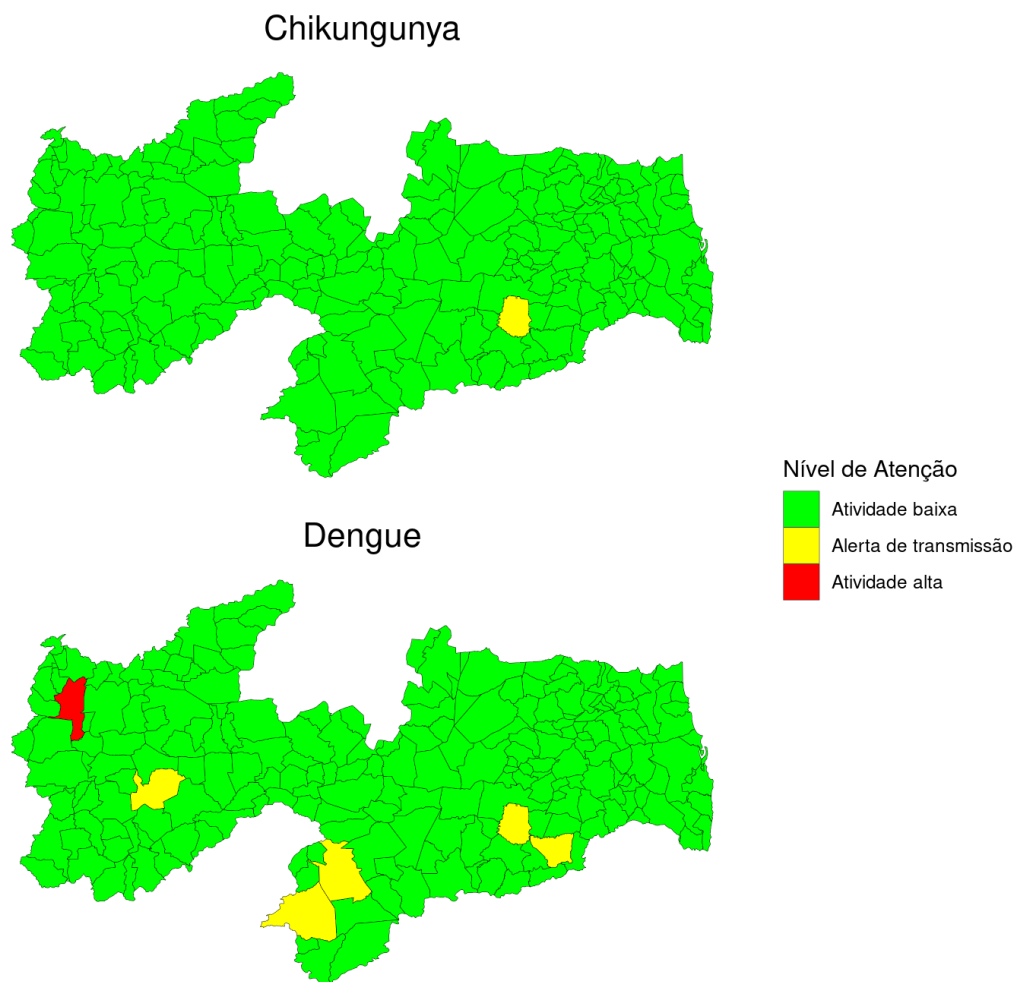 Chikungunya
Nível de Atenção
Atividade baixa
Alerta de transmissão
Atividade alta
Dengue